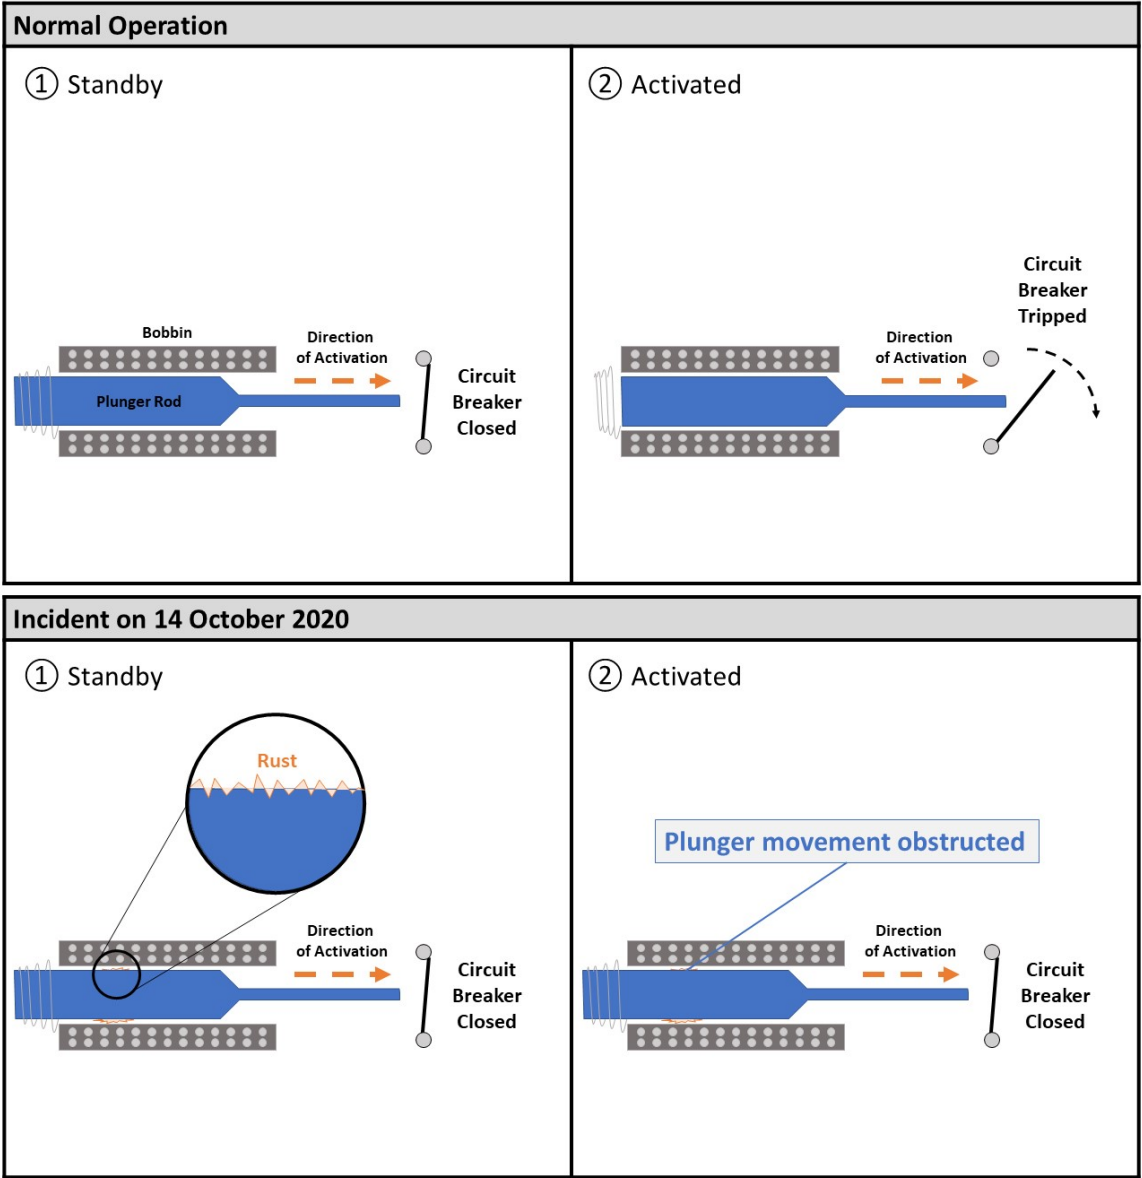 Normal Operation
① Standby
Bobbin
Direction
of Activation
Plunger Rod
Circuit
Breaker
Closed
② Activated
Circuit
Breaker
Tripped
Direction
of Activation
Incident on 14 October 2020
① Standby
Rust
Direction
of Activation
Circuit
Breaker
Closed
② Activated
Plunger movement obstructed
Direction
of Activation
Circuit
Breaker
Closed